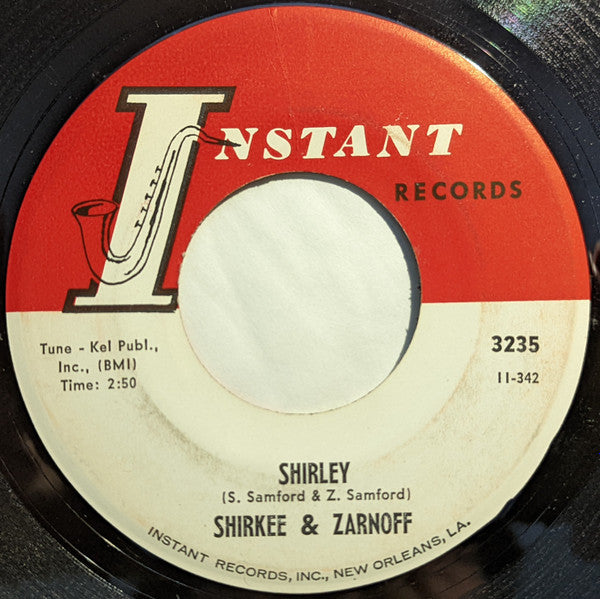 INSTANT
RECORDS
Tune - Kel Publ.,
Inc., (BMI)
Time: 2:50
3235
11-342
SHIRLEY
(S. Samford & Z. Samford)
SHIRKEE & ZARNOFF
INSTANT RECORDS, INC., NEW ORLEANS, LA.